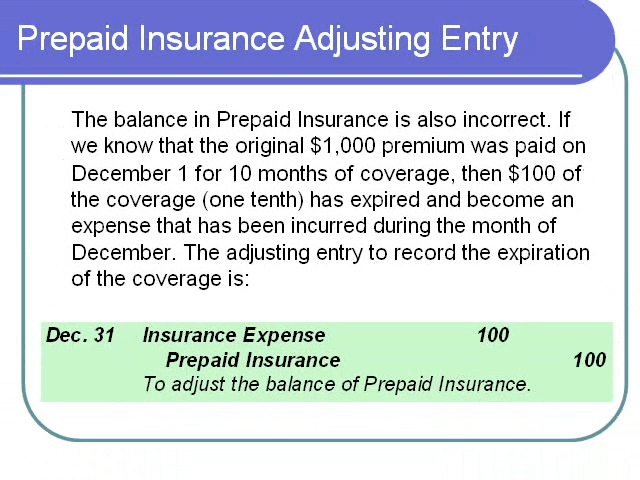 Prepaid Insurance Adjusting Entry
The balance in Prepaid Insurance is also incorrect. If
we know that the original $1,000 premium was paid on
December 1 for 10 months of coverage, then $100 of
the coverage (one tenth) has expired and become an
expense that has been incurred during the month of
December. The adjusting entry to record the expiration
of the coverage is:
Dec. 31 Insurance Expense 100
Prepaid Insurance 100
To adjust the balance of Prepaid Insurance.